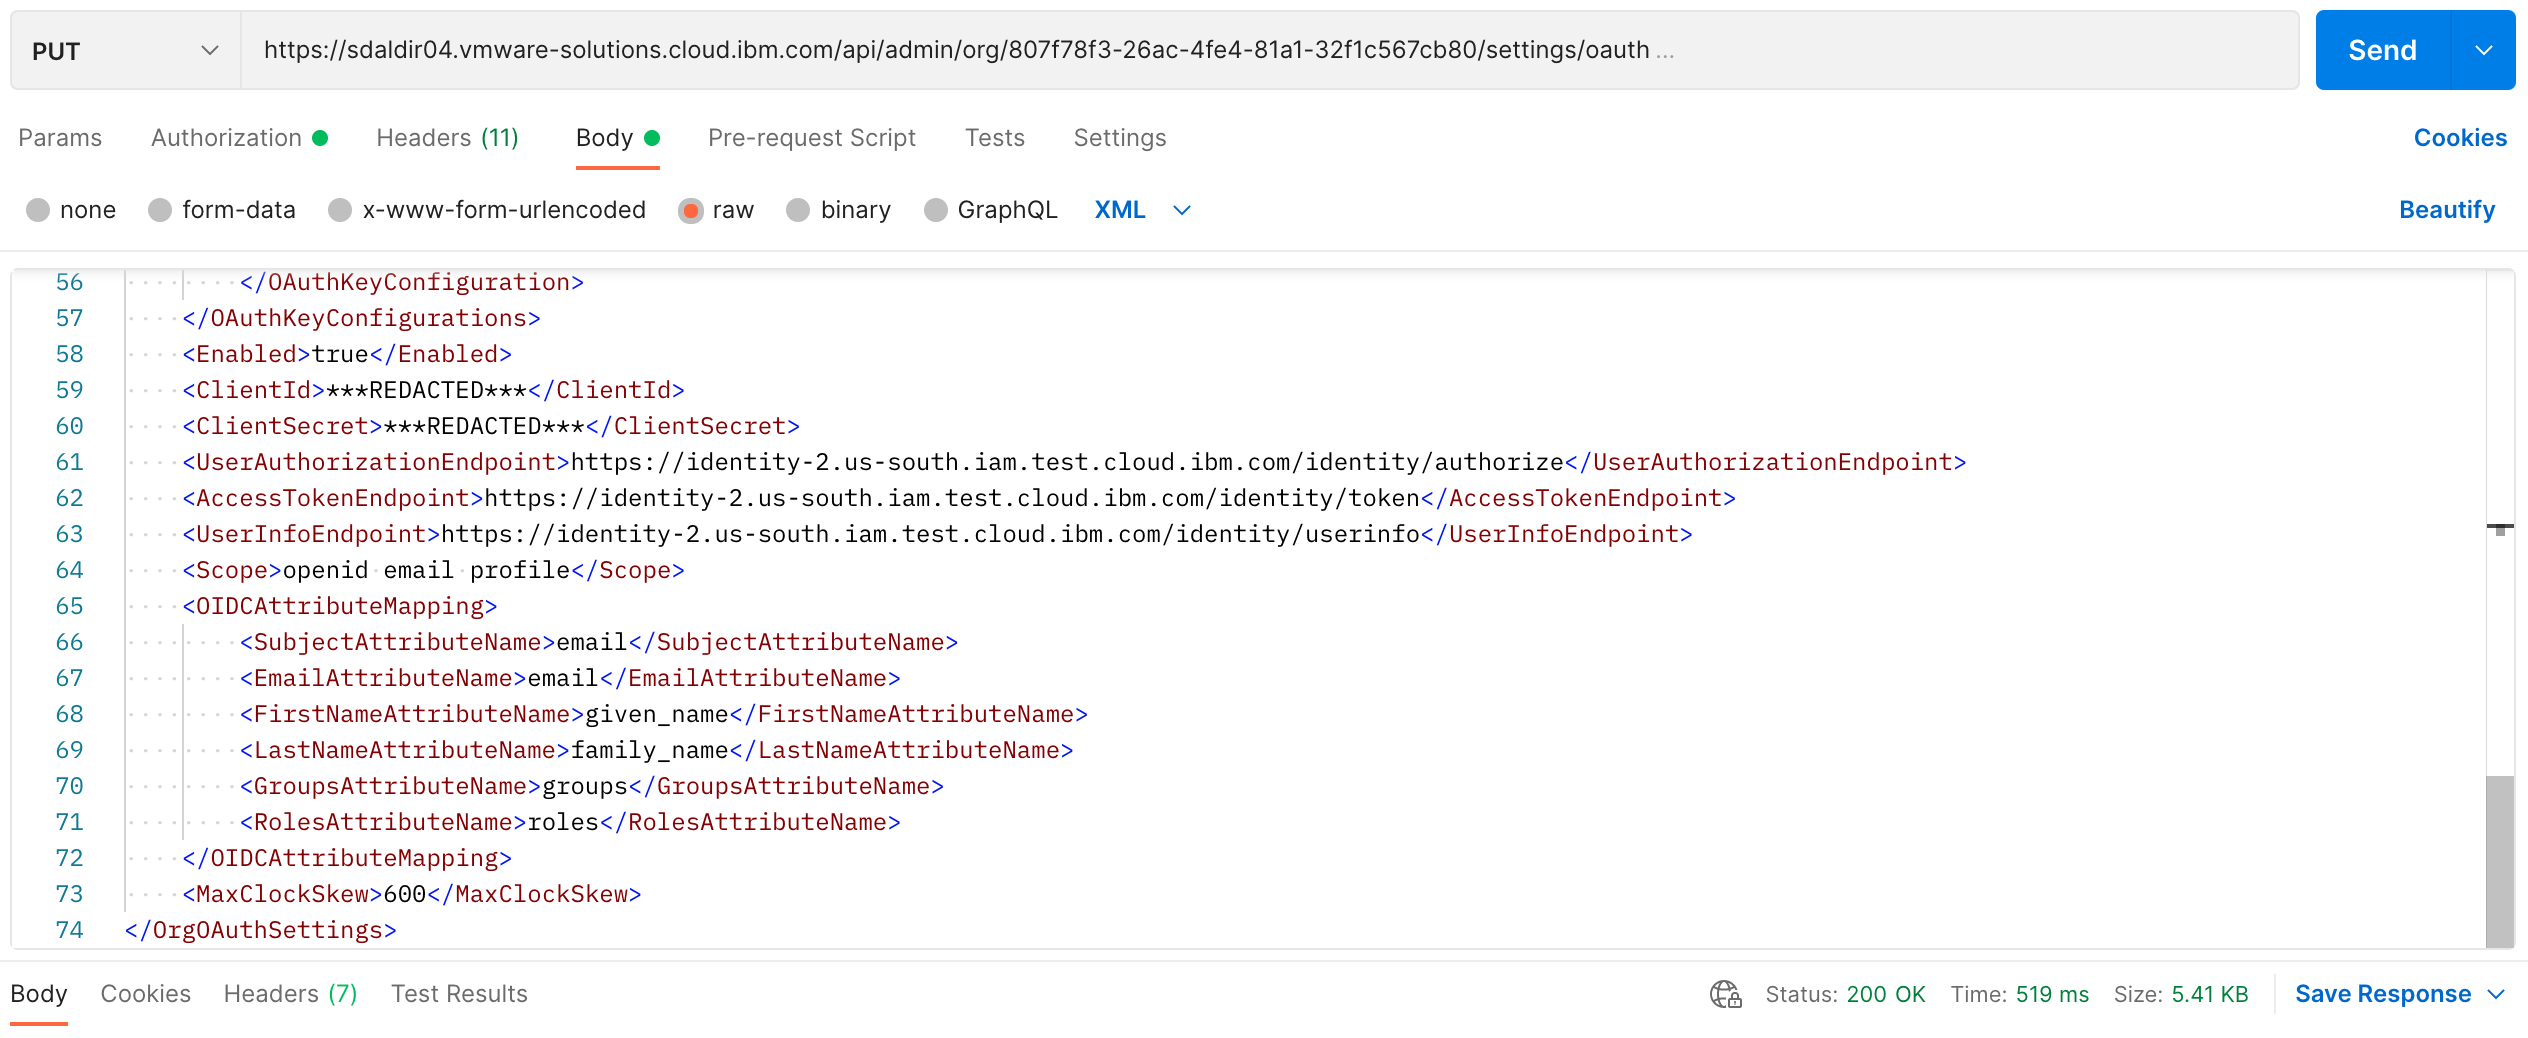 PUT https://sdaldir04.vmware-solutions.cloud.ibm.com/api/admin/org/807f78f3-26ac-4fe4-81a1-32f1c567cb80/settings/oauth ... Send
Params Authorization Headers (11) Body Pre-request Script Tests Settings Cookies
none form-data x-www-form-urlencoded raw binary GraphQL XML Beautify
56 </OAuthKeyConfiguration>
57 </OAuthKeyConfigurations>
58 <Enabled>true</Enabled>
59 <ClientId>***REDACTED***</ClientId>
60 <ClientSecret>***REDACTED***</ClientSecret>
61 <UserAuthorizationEndpoint>https://identity-2.us-south.iam.test.cloud.ibm.com/identity/authorize</UserAuthorizationEndpoint>
62 <AccessTokenEndpoint>https://identity-2.us-south.iam.test.cloud.ibm.com/identity/token</AccessTokenEndpoint>
63 <UserInfoEndpoint>https://identity-2.us-south.iam.test.cloud.ibm.com/identity/userinfo</UserInfoEndpoint>
64 <Scope>openid email profile</Scope>
65 <OIDCAttributeMapping>
66 <SubjectAttributeName>email</SubjectAttributeName>
67 <EmailAttributeName>email</EmailAttributeName>
68 <FirstNameAttributeName>given_name</FirstNameAttributeName>
69 <LastNameAttributeName>family_name</LastNameAttributeName>
70 <GroupsAttributeName>groups</GroupsAttributeName>
71 <RolesAttributeName>roles</RolesAttributeName>
72 </OIDCAttributeMapping>
73 <MaxClockSkew>600</MaxClockSkew>
74 </OrgOAuthSettings>
Body Cookies Headers (7) Test Results Status: 200 OK Time: 519 ms Size: 5.41 KB Save Response